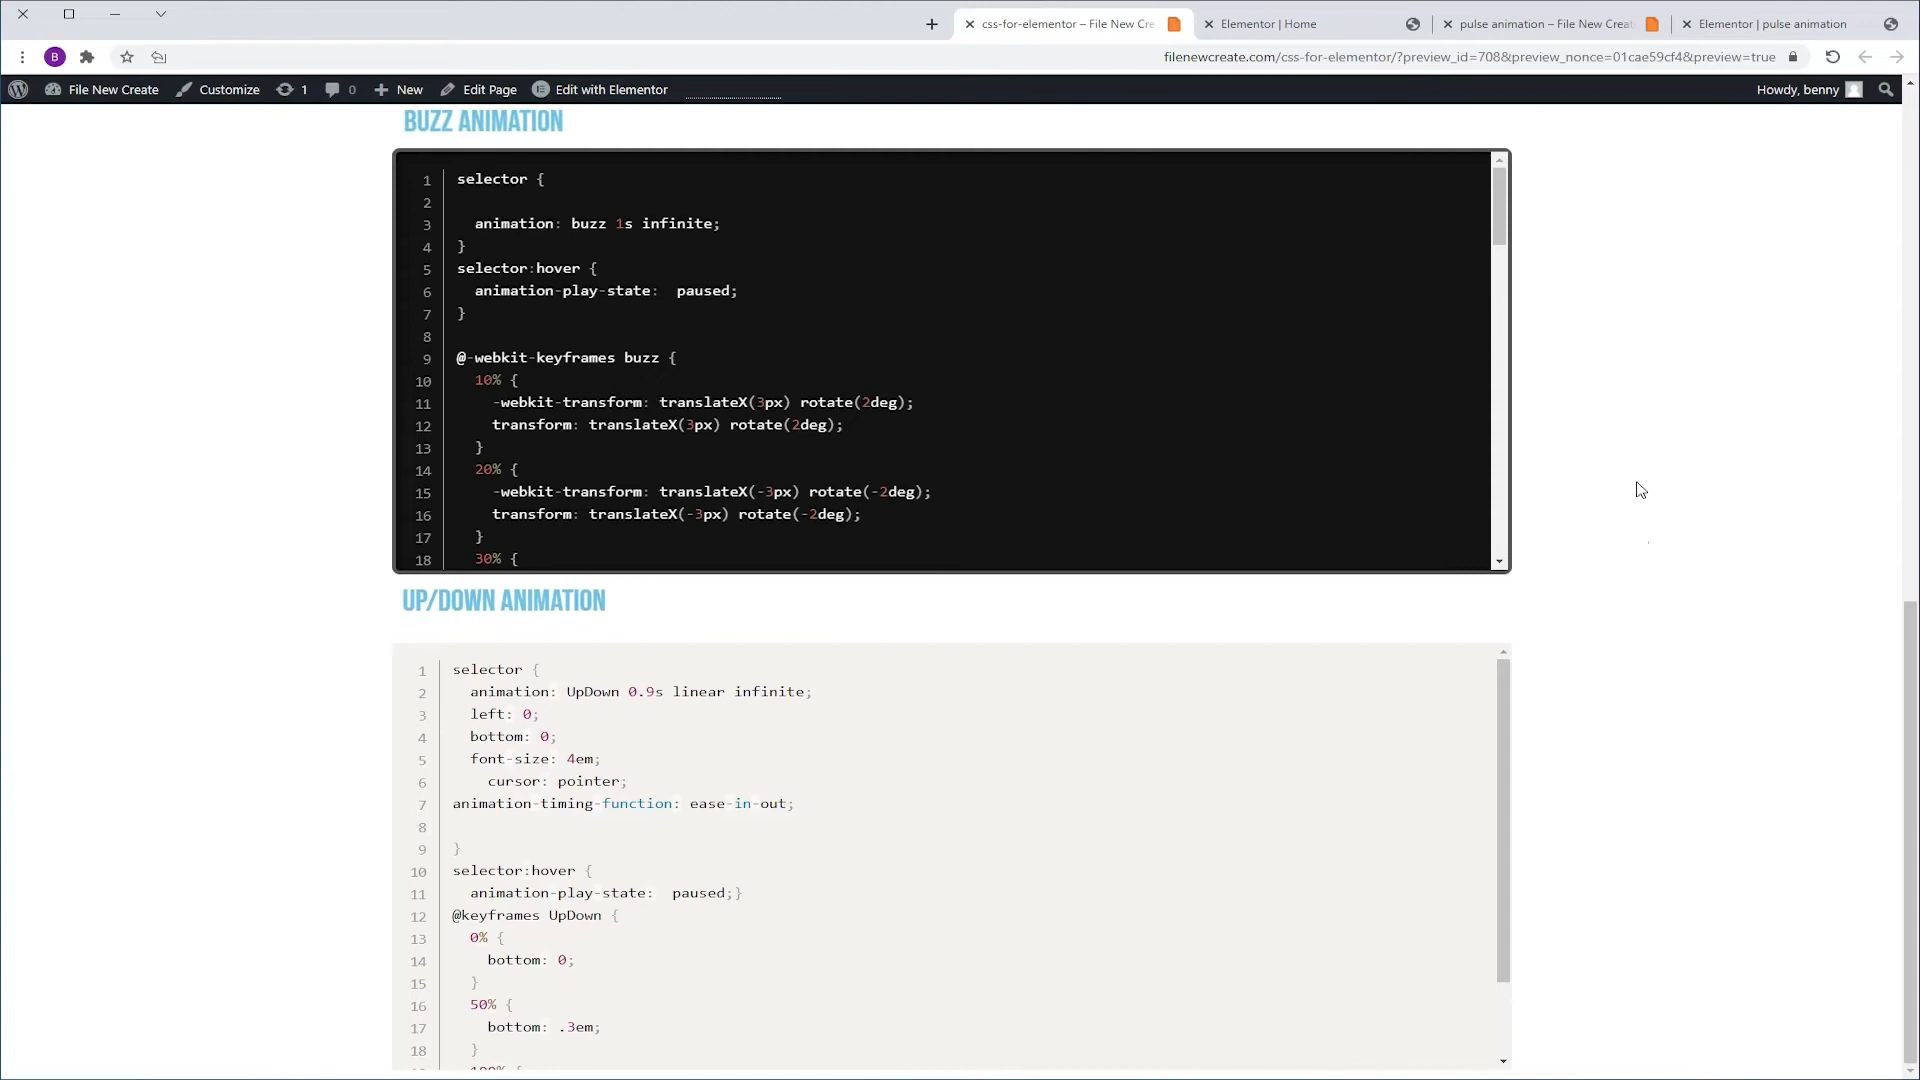 css-for-elementor – File New Cre
Elementor | Home
pulse animation – File New Creat
Elementor | pulse animation
B
filenewcreate.com/css-for-elementor/?preview_id=708&preview_nonce=01cae59cf4&preview=true
File New Create
Customize
1
0
New
Edit Page
Edit with Elementor
Howdy, benny
BUZZ ANIMATION
1 selector {
2
3 animation: buzz 1s infinite;
4 }
5 selector:hover {
6 animation-play-state:  paused;
7 }
8
9 @-webkit-keyframes buzz {
10 10% {
11 -webkit-transform: translateX(3px) rotate(2deg);
12 transform: translateX(3px) rotate(2deg);
13 }
14 20% {
15 -webkit-transform: translateX(-3px) rotate(-2deg);
16 transform: translateX(-3px) rotate(-2deg);
17 }
18 30% {
UP/DOWN ANIMATION
1 selector {
2 animation: UpDown 0.9s linear infinite;
3 left: 0;
4 bottom: 0;
5 font-size: 4em;
6 cursor: pointer;
7 animation-timing-function: ease-in-out;
8
9 }
10 selector:hover {
11 animation-play-state:  paused;}
12 @keyframes UpDown {
13 0% {
14 bottom: 0;
15 }
16 50% {
17 bottom: .3em;
18 }